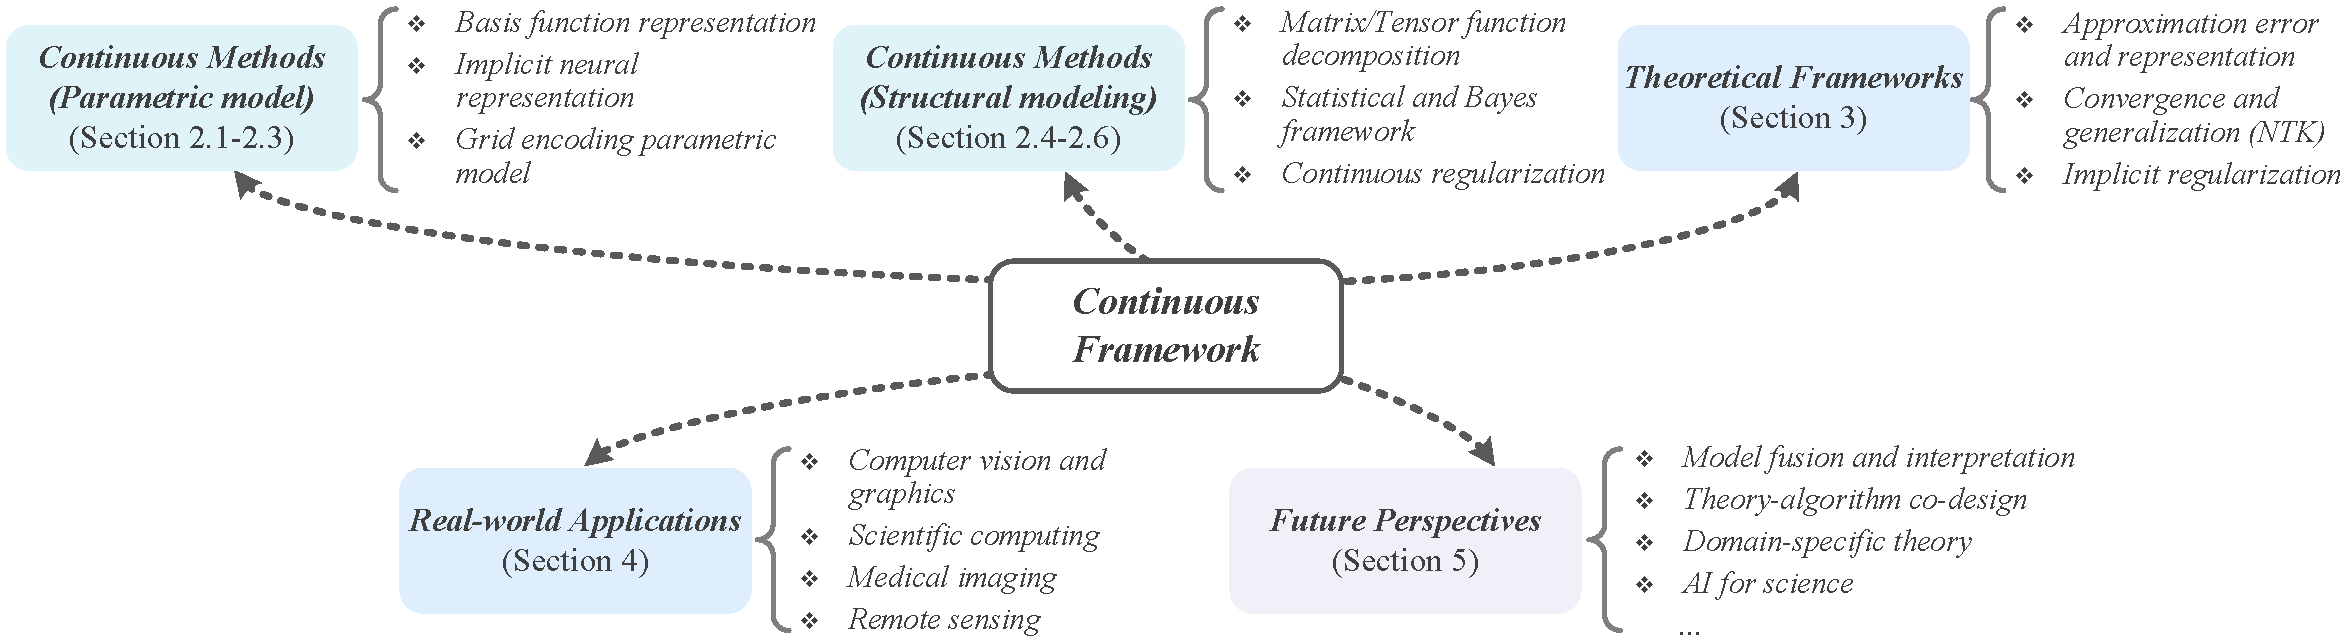 Continuous Methods
(Parametric model)
(Section 2.1-2.3)
❖ Basis function representation
❖ Implicit neural
representation
❖ Grid encoding parametric
model
Continuous Methods
(Structural modeling)
(Section 2.4-2.6)
❖ Matrix/Tensor function
decomposition
❖ Statistical and Bayes
framework
❖ Continuous regularization
Theoretical Frameworks
(Section 3)
❖ Approximation error
and representation
❖ Convergence and
generalization (NTK)
❖ Implicit regularization
Continuous
Framework
Real-world Applications
(Section 4)
❖ Computer vision and
graphics
❖ Scientific computing
❖ Medical imaging
❖ Remote sensing
Future Perspectives
(Section 5)
❖ Model fusion and interpretation
❖ Theory-algorithm co-design
❖ Domain-specific theory
❖ AI for science
...